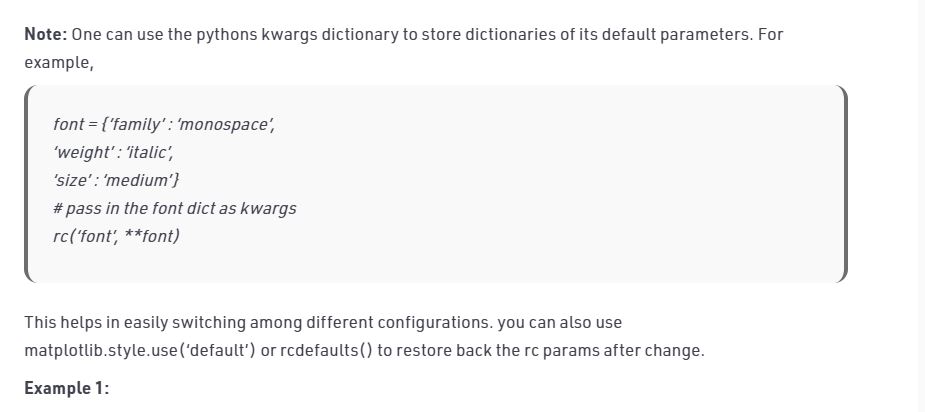 Note: One can use the pythons kwargs dictionary to store dictionaries of its default parameters. For
example,
font = {‘family’ : ‘monospace’,
‘weight’ : ‘italic’,
‘size’ : ‘medium’}
# pass in the font dict as kwargs
rc(‘font’, **font)
This helps in easily switching among different configurations. you can also use
matplotlib.style.use(‘default’) or rcdefaults() to restore back the rc params after change.
Example 1: